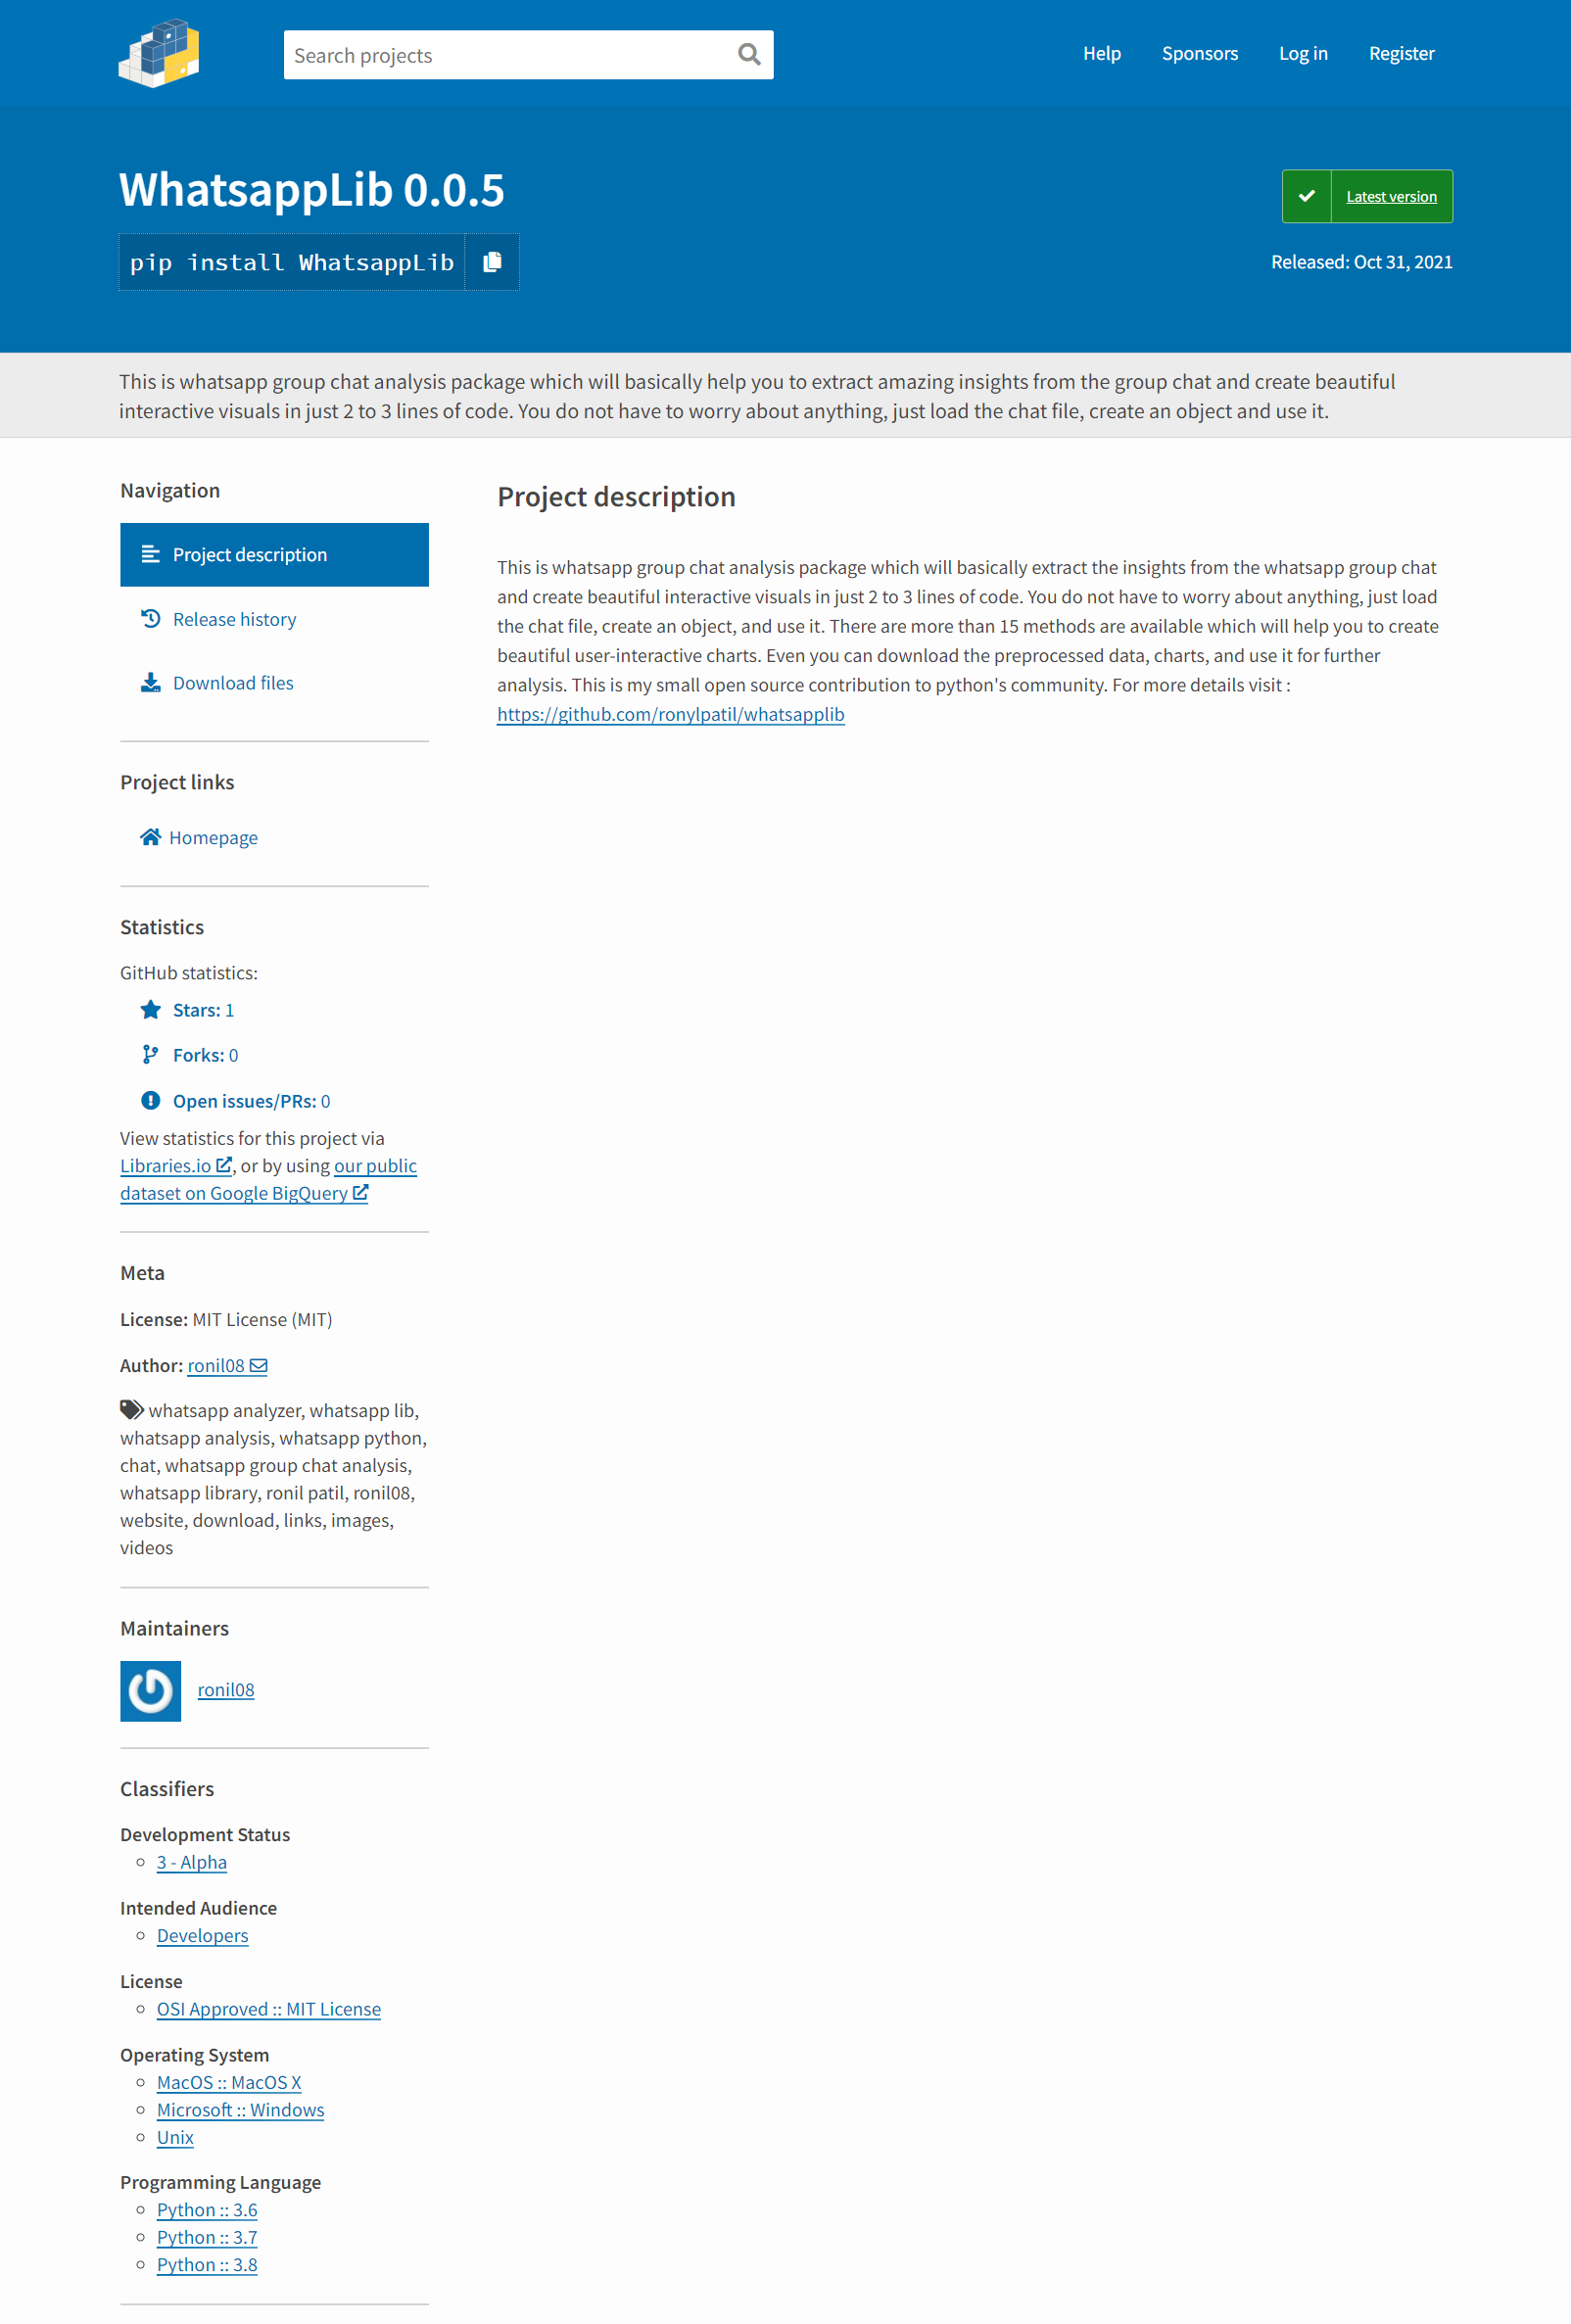 Search projects
Help
Sponsors
Log in
Register
WhatsappLib 0.0.5
pip install WhatsappLib
Latest version
Released: Oct 31, 2021
This is whatsapp group chat analysis package which will basically help you to extract amazing insights from the group chat and create beautiful
interactive visuals in just 2 to 3 lines of code. You do not have to worry about anything, just load the chat file, create an object and use it.
Navigation
Project description
Release history
Download files
Project links
Homepage
Statistics
GitHub statistics:
Stars: 1
Forks: 0
Open issues/PRs: 0
View statistics for this project via
Libraries.io, or by using our public
dataset on Google BigQuery
Meta
License: MIT License (MIT)
Author: ronil08
whatsapp analyzer, whatsapp lib,
whatsapp analysis, whatsapp python,
chat, whatsapp group chat analysis,
whatsapp library, ronil patil, ronil08,
website, download, links, images,
videos
Maintainers
ronil08
Classifiers
Development Status
3 - Alpha
Intended Audience
Developers
License
OSI Approved :: MIT License
Operating System
MacOS :: MacOS X
Microsoft :: Windows
Unix
Programming Language
Python :: 3.6
Python :: 3.7
Python :: 3.8
Project description
This is whatsapp group chat analysis package which will basically extract the insights from the whatsapp group chat
and create beautiful interactive visuals in just 2 to 3 lines of code. You do not have to worry about anything, just load
the chat file, create an object, and use it. There are more than 15 methods are available which will help you to create
beautiful user-interactive charts. Even you can download the preprocessed data, charts, and use it for further
analysis. This is my small open source contribution to python's community. For more details visit :
https://github.com/ronylpatil/whatsapplib